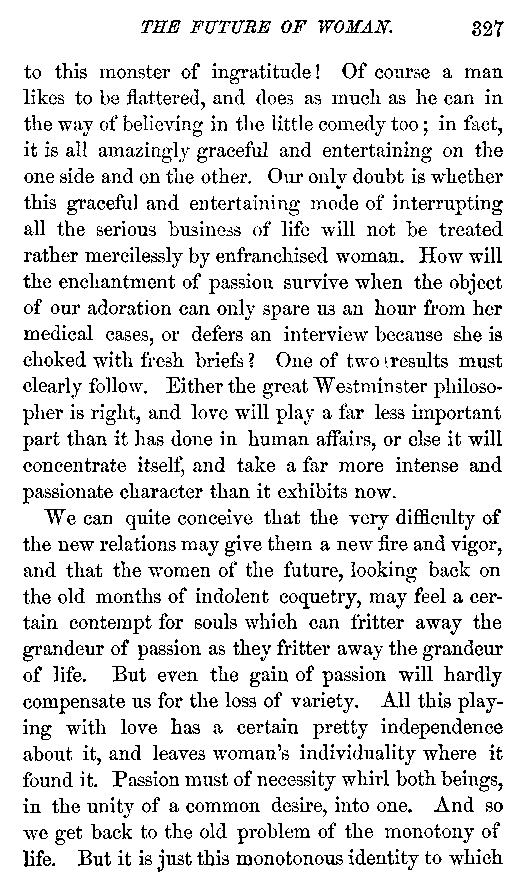 THE FUTURE OF WOMAN. 327
to this monster of ingratitude! Of course a man
likes to be flattered, and does as much as he can in
the way of believing in the little comedy too; in fact,
it is all amazingly graceful and entertaining on the
one side and on the other. Our only doubt is whether
this graceful and entertaining mode of interrupting
all the serious business of life will not be treated
rather mercilessly by enfranchised woman. How will
the enchantment of passion survive when the object
of our adoration can only spare us an hour from her
medical cases, or defers an interview because she is
choked with fresh briefs? One of two results must
clearly follow. Either the great Westminster philoso-
pher is right, and love will play a far less important
part than it has done in human affairs, or else it will
concentrate itself, and take a far more intense and
passionate character than it exhibits now.
We can quite conceive that the very difficulty of
the new relations may give them a new fire and vigor,
and that the women of the future, looking back on
the old months of indolent coquetry, may feel a cer-
tain contempt for souls which can fritter away the
grandeur of passion as they fritter away the grandeur
of life. But even the gain of passion will hardly
compensate us for the loss of variety. All this play-
ing with love has a certain pretty independence
about it, and leaves woman's individuality where it
found it. Passion must of necessity whirl both beings,
in the unity of a common desire, into one. And so
we get back to the old problem of the monotony of
life. But it is just this monotonous identity to which